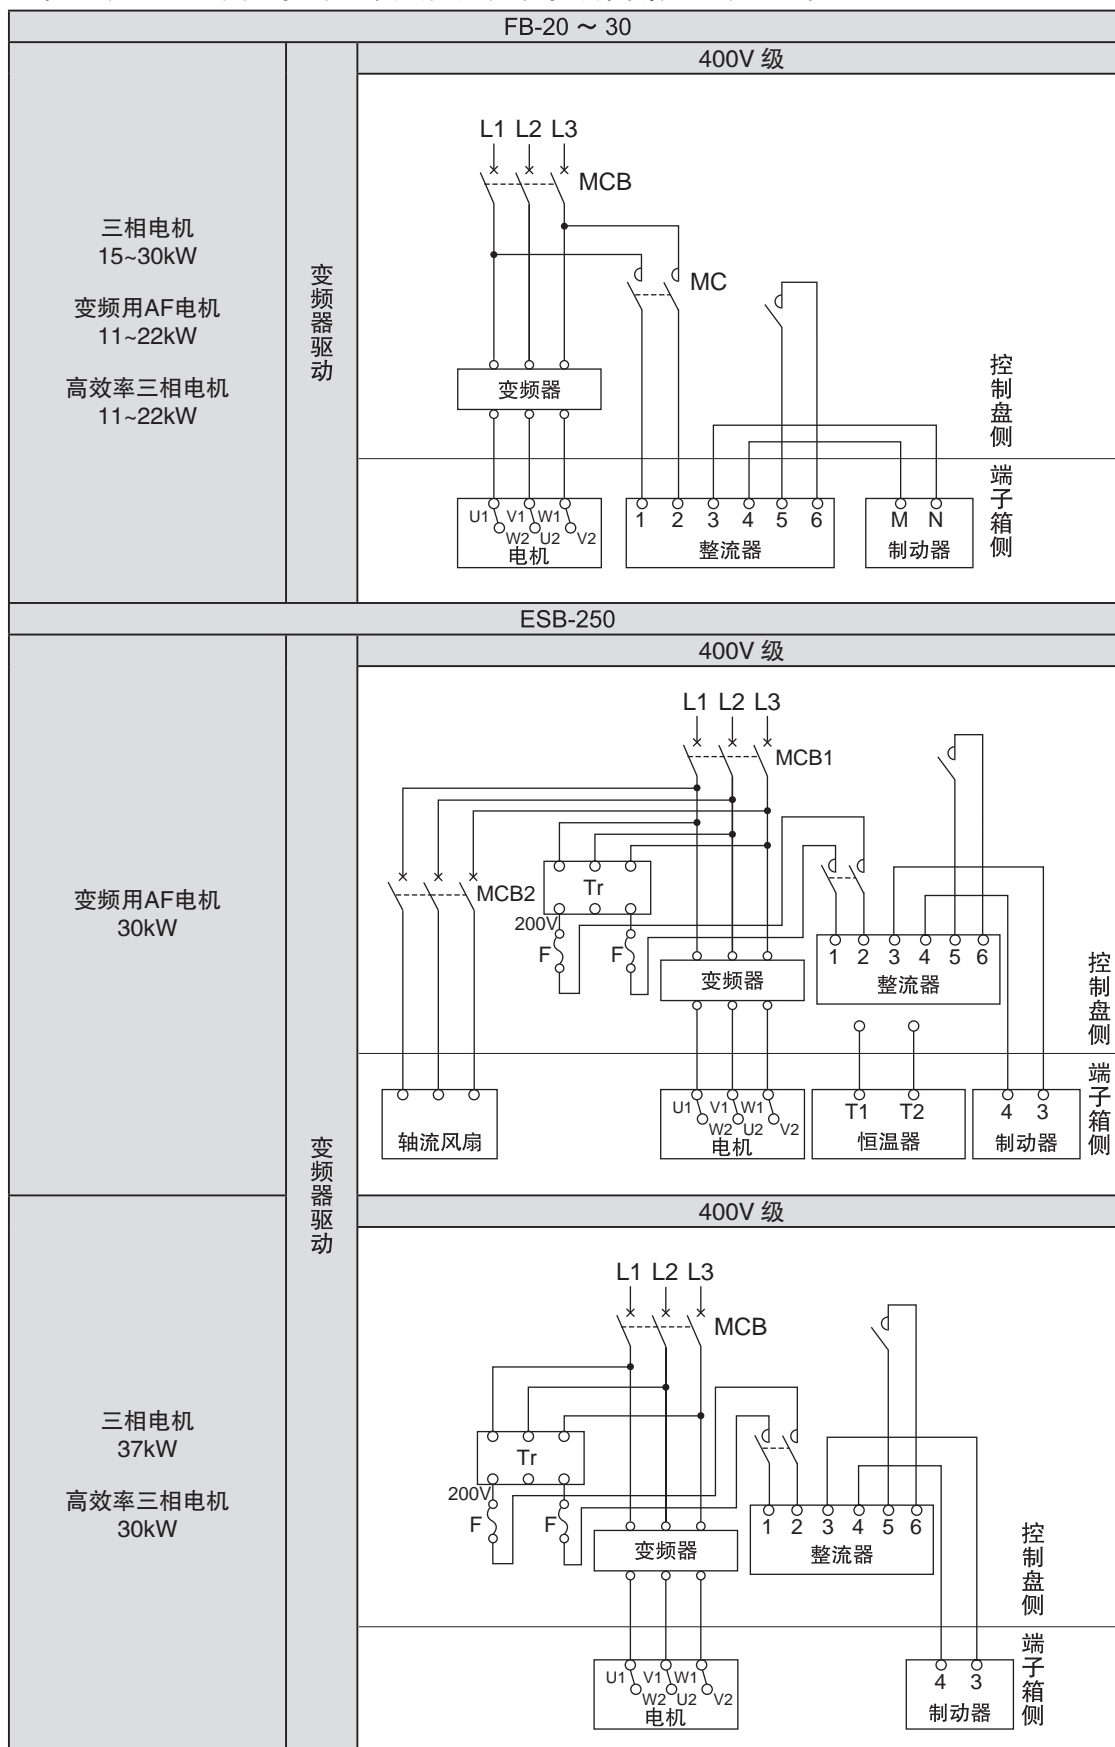 FB-20 ～ 30
400V 级
三相电机
15~30kW
变频用AF电机
11~22kW
高效率三相电机
11~22kW
变频器驱动
L1 L2 L3
MCB
MC
变频器
控制盘侧
端子箱侧
U1 V1 W1
W2 U2 V2
电机
1 2 3 4 5 6
整流器
M N
制动器
ESB-250
400V 级
变频用AF电机
30kW
变频器驱动
L1 L2 L3
MCB1
MCB2
Tr
200V
F F
1 2 3 4 5 6
整流器
变频器
控制盘侧
端子箱侧
轴流风扇
U1 V1 W1
W2 U2 V2
电机
T1 T2
恒温器
4 3
制动器
400V 级
三相电机
37kW
高效率三相电机
30kW
L1 L2 L3
MCB
Tr
200V
F F
1 2 3 4 5 6
整流器
变频器
控制盘侧
端子箱侧
U1 V1 W1
W2 U2 V2
电机
4 3
制动器